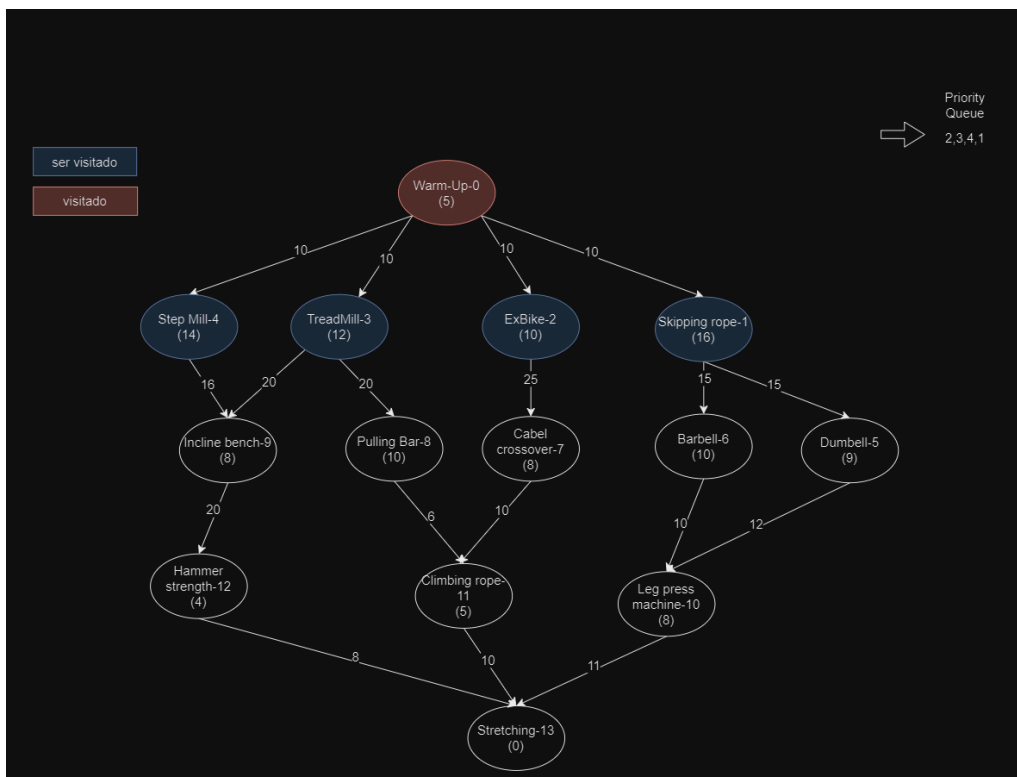 Priority
Queue
2,3,4,1
ser visitado
visitado
Warm-Up-0
(5)
10
10
10
10
Step Mill-4
(14)
TreadMill-3
(12)
ExBike-2
(10)
Skipping rope-1
(16)
16
20
20
25
15
15
Incline bench-9
(8)
Pulling Bar-8
(10)
Cabel
crossover-7
(8)
Barbell-6
(10)
Dumbell-5
(9)
20
6
10
10
12
Hammer
strength-12
(4)
Climbing rope-
11
(5)
Leg press
machine-10
(8)
8
10
11
Stretching-13
(0)